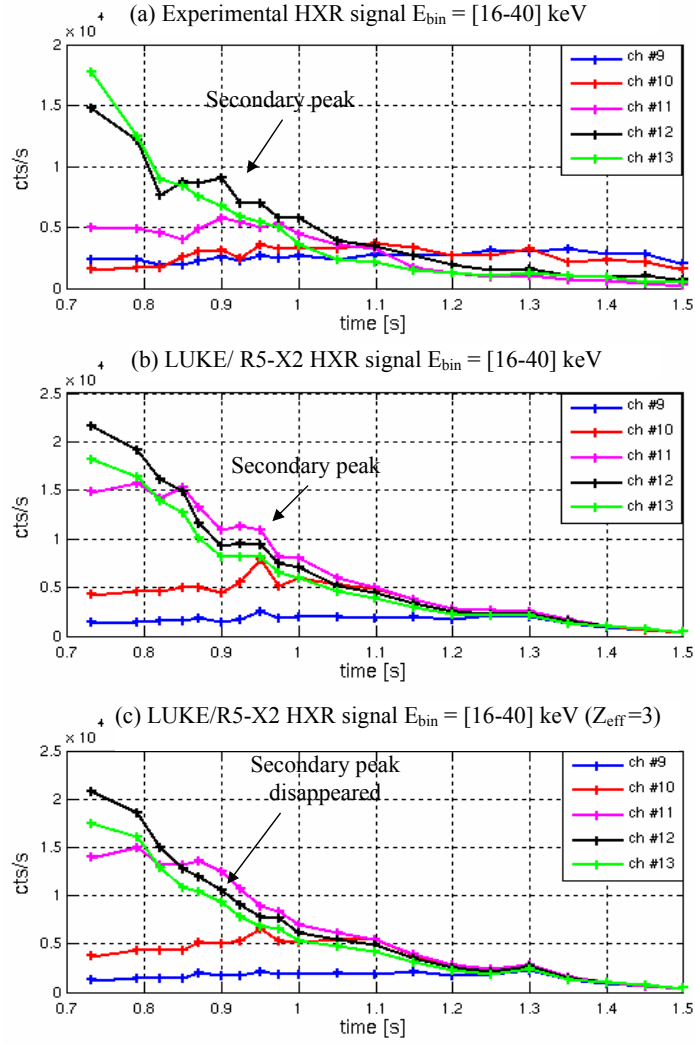 (a) Experimental HXR signal E_bin = [16-40] keV
× 10⁴
2
1.5
1
0.5
0
cts/s
Secondary peak
ch #9
ch #10
ch #11
ch #12
ch #13
0.7 0.8 0.9 1 1.1 1.2 1.3 1.4 1.5
time [s]
(b) LUKE/ R5-X2 HXR signal E_bin = [16-40] keV
× 10⁴
2.5
2
1.5
1
0.5
0
cts/s
Secondary peak
ch #9
ch #10
ch #11
ch #12
ch #13
0.7 0.8 0.9 1 1.1 1.2 1.3 1.4 1.5
time [s]
(c) LUKE/R5-X2 HXR signal E_bin = [16-40] keV (Z_eff=3)
× 10⁴
2.5
2
1.5
1
0.5
0
cts/s
Secondary peak
disappeared
ch #9
ch #10
ch #11
ch #12
ch #13
0.7 0.8 0.9 1 1.1 1.2 1.3 1.4 1.5
time [s]